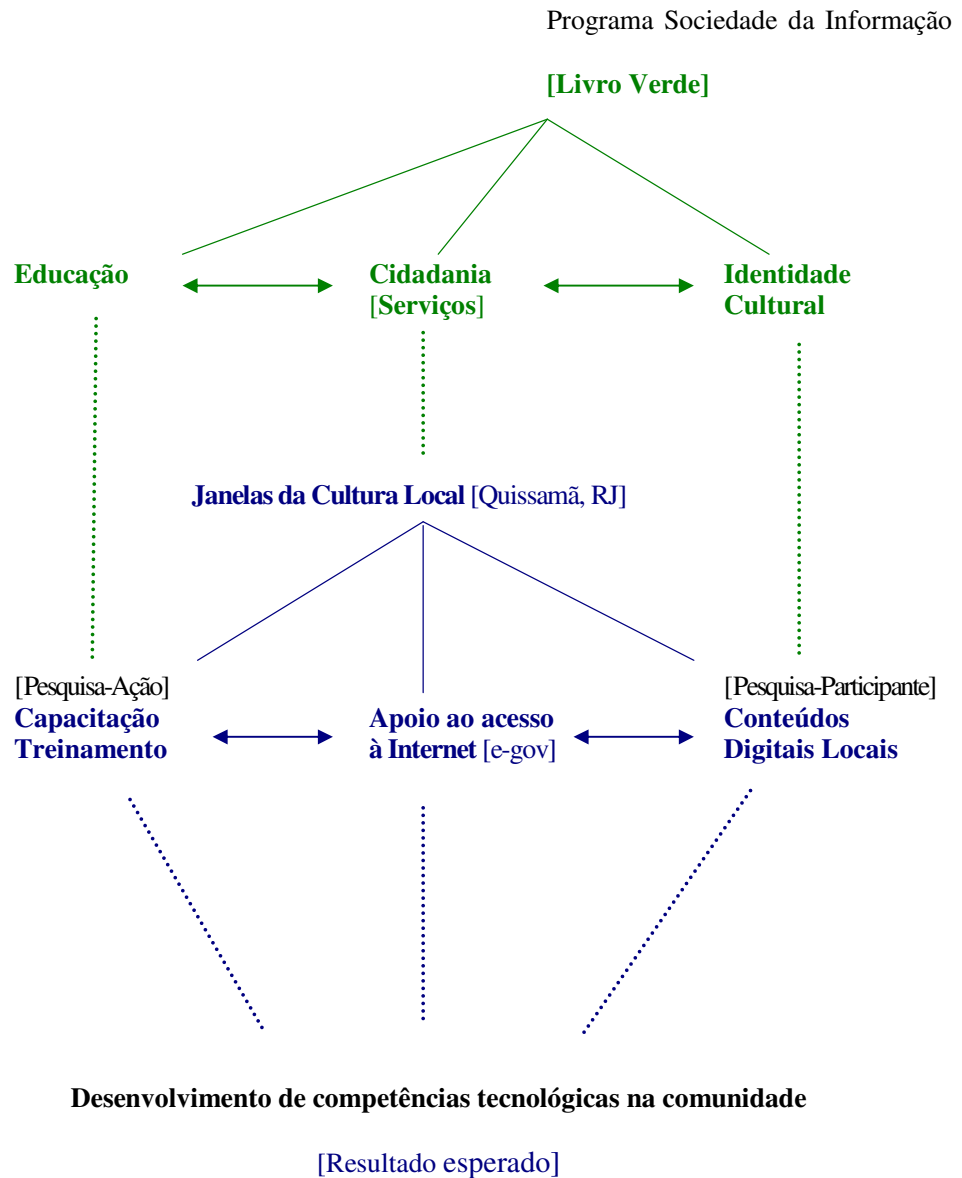 Programa Sociedade da Informação
[Livro Verde]
Educação
Cidadania
[Serviços]
Identidade
Cultural
Janelas da Cultura Local [Quissamã, RJ]
[Pesquisa-Ação]
Capacitação
Treinamento
Apoio ao acesso
à Internet [e-gov]
[Pesquisa-Participante]
Conteúdos
Digitais Locais
Desenvolvimento de competências tecnológicas na comunidade
[Resultado esperado]